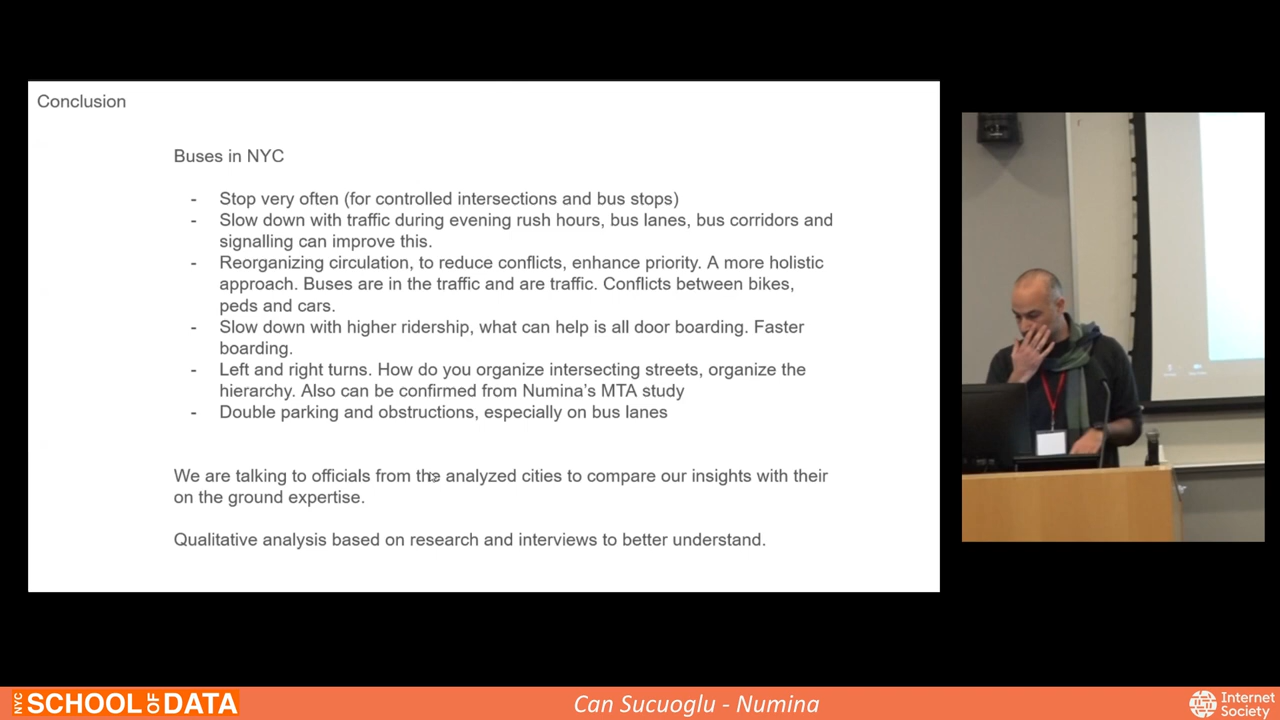 Conclusion
Buses in NYC
- Stop very often (for controlled intersections and bus stops)
- Slow down with traffic during evening rush hours, bus lanes, bus corridors and
signalling can improve this.
- Reorganizing circulation, to reduce conflicts, enhance priority. A more holistic
approach. Buses are in the traffic and are traffic. Conflicts between bikes,
peds and cars.
- Slow down with higher ridership, what can help is all door boarding. Faster
boarding.
- Left and right turns. How do you organize intersecting streets, organize the
hierarchy. Also can be confirmed from Numina's MTA study
- Double parking and obstructions, especially on bus lanes
We are talking to officials from the analyzed cities to compare our insights with their
on the ground expertise.
Qualitative analysis based on research and interviews to better understand.
NYC SCHOOL OF DATA
Can Sucuoglu - Numina
Internet
Society